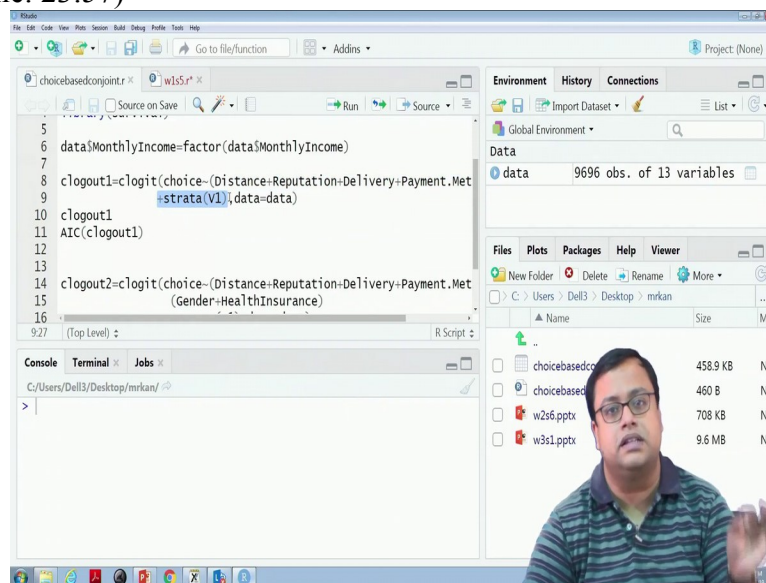 RStudio
File Edit Code View Plots Session Build Debug Profile Tools Help
Go to file/function
Addins
Project: (None)
choicebasedconjoint.r
w1s5.r*
Source on Save
Run
Source
5
6 data$MonthlyIncome=factor(data$MonthlyIncome)
7
8 clogout1=clogit(choice~(Distance+Reputation+Delivery+Payment.Met
9 +strata(V1),data=data)
10 clogout1
11 AIC(clogout1)
12
13
14 clogout2=clogit(choice~(Distance+Reputation+Delivery+Payment.Met
15 (Gender+HealthInsurance)
16
9:27 (Top Level) R Script
Console Terminal Jobs
C:/Users/Dell3/Desktop/mrkan/
>
Environment History Connections
Import Dataset
List
Global Environment
Data
data 9696 obs. of 13 variables
Files Plots Packages Help Viewer
New Folder Delete Rename More
C: > Users > Dell3 > Desktop > mrkan
Name Size M
..
choicebasedco 458.9 KB N
choicebased 460 B N
w2s6.pptx 708 KB N
w3s1.pptx 9.6 MB N